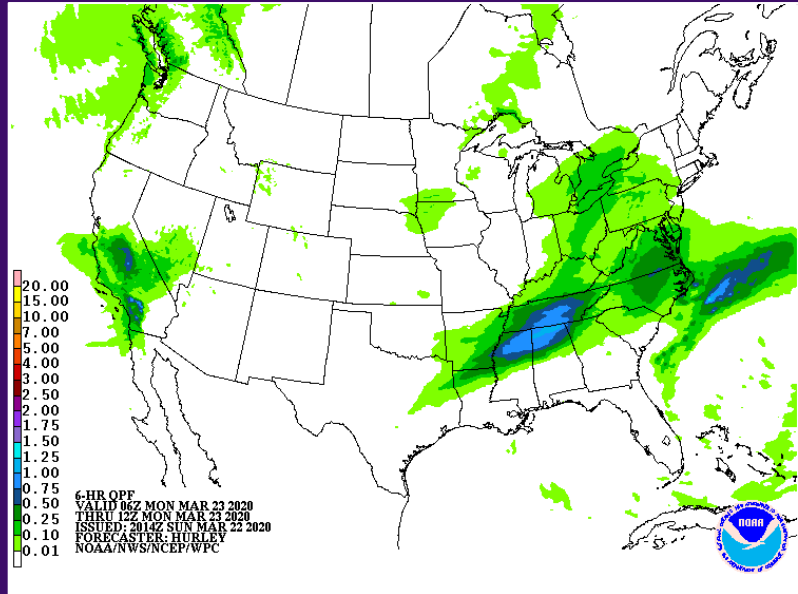 20.00
15.00
10.00
7.00
5.00
4.00
3.00
2.50
2.00
1.75
1.50
1.25
1.00
0.75
0.50
0.25
0.10
0.01
6-HR QPF
VALID 06Z MON MAR 23 2020
THRU 12Z MON MAR 23 2020
ISSUED: 2014Z SUN MAR 22 2020
FORECASTER: HURLEY
NOAA/NWS/NCEP/WPC
NOAA